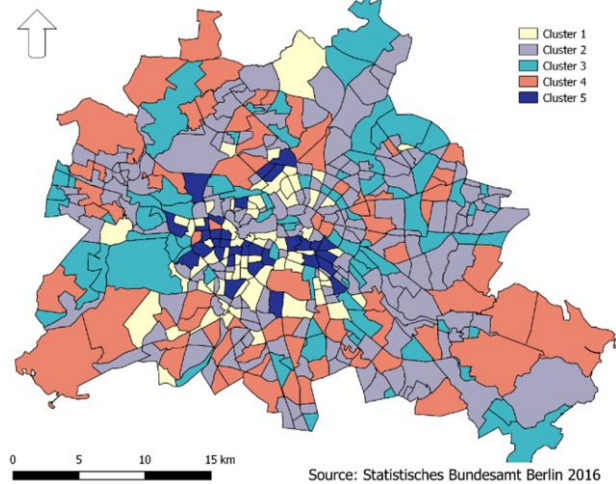 Cluster 1
Cluster 2
Cluster 3
Cluster 4
Cluster 5
0 5 10 15 km
Source: Statistisches Bundesamt Berlin 2016